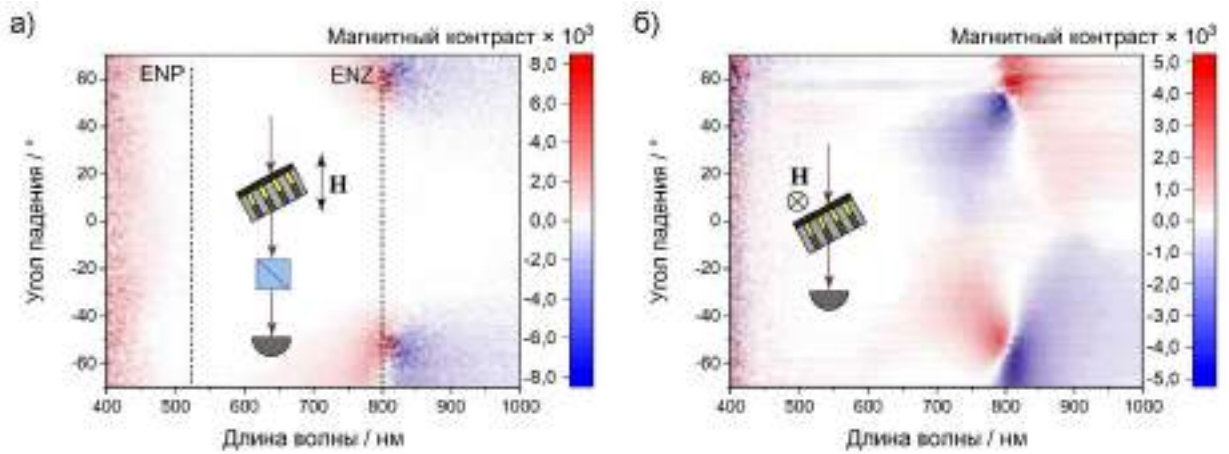 а)
Магнитный контраст × 10³
ENP
ENZ
H
8,0
6,0
4,0
2,0
0,0
-2,0
-4,0
-6,0
-8,0
60
40
20
0
-20
-40
-60
Угол падения / °
400 500 600 700 800 900 1000
Длина волны / нм
б)
Магнитный контраст × 10³
H
5,0
4,0
3,0
2,0
1,0
0,0
-1,0
-2,0
-3,0
-4,0
-5,0
60
40
20
0
-20
-40
-60
Угол падения / °
400 500 600 700 800 900 1000
Длина волны / нм